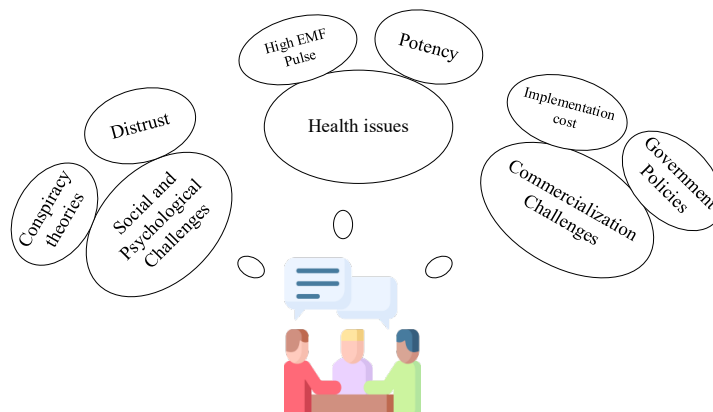 Conspiracy
theories
Distrust
Social and
Psychological
Challenges
High EMF
Pulse
Potency
Health issues
Implementation
cost
Government
Policies
Commercialization
Challenges